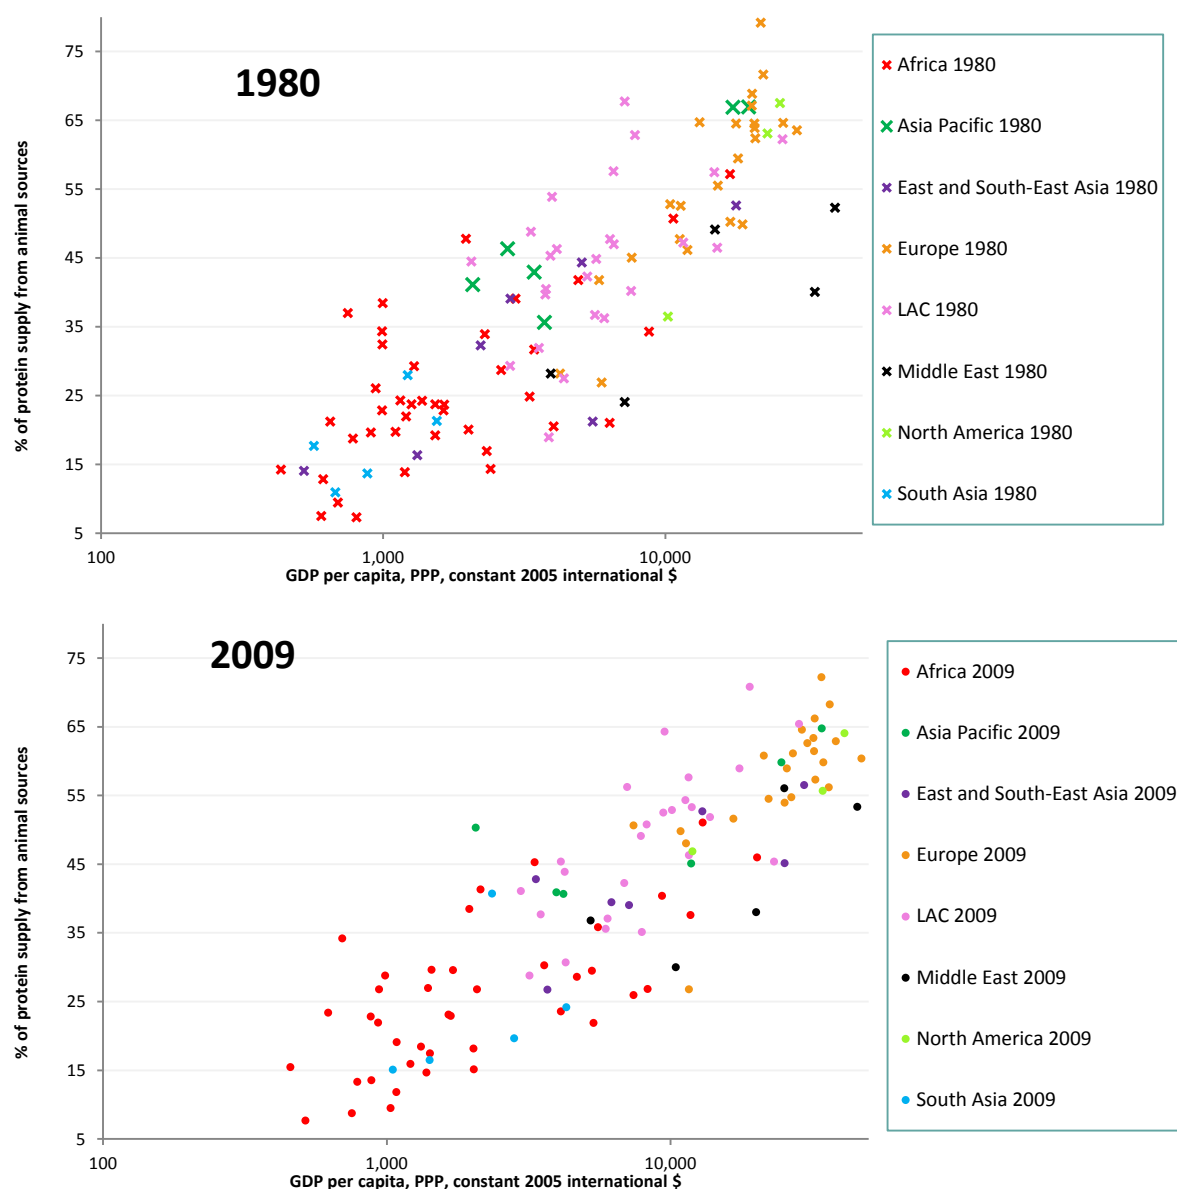 1980
% of protein supply from animal sources
75
65
55
45
35
25
15
5
100
1,000
10,000
GDP per capita, PPP, constant 2005 international $
Africa 1980
Asia Pacific 1980
East and South-East Asia 1980
Europe 1980
LAC 1980
Middle East 1980
North America 1980
South Asia 1980
2009
% of protein supply from animal sources
75
65
55
45
35
25
15
5
100
1,000
10,000
GDP per capita, PPP, constant 2005 international $
Africa 2009
Asia Pacific 2009
East and South-East Asia 2009
Europe 2009
LAC 2009
Middle East 2009
North America 2009
South Asia 2009